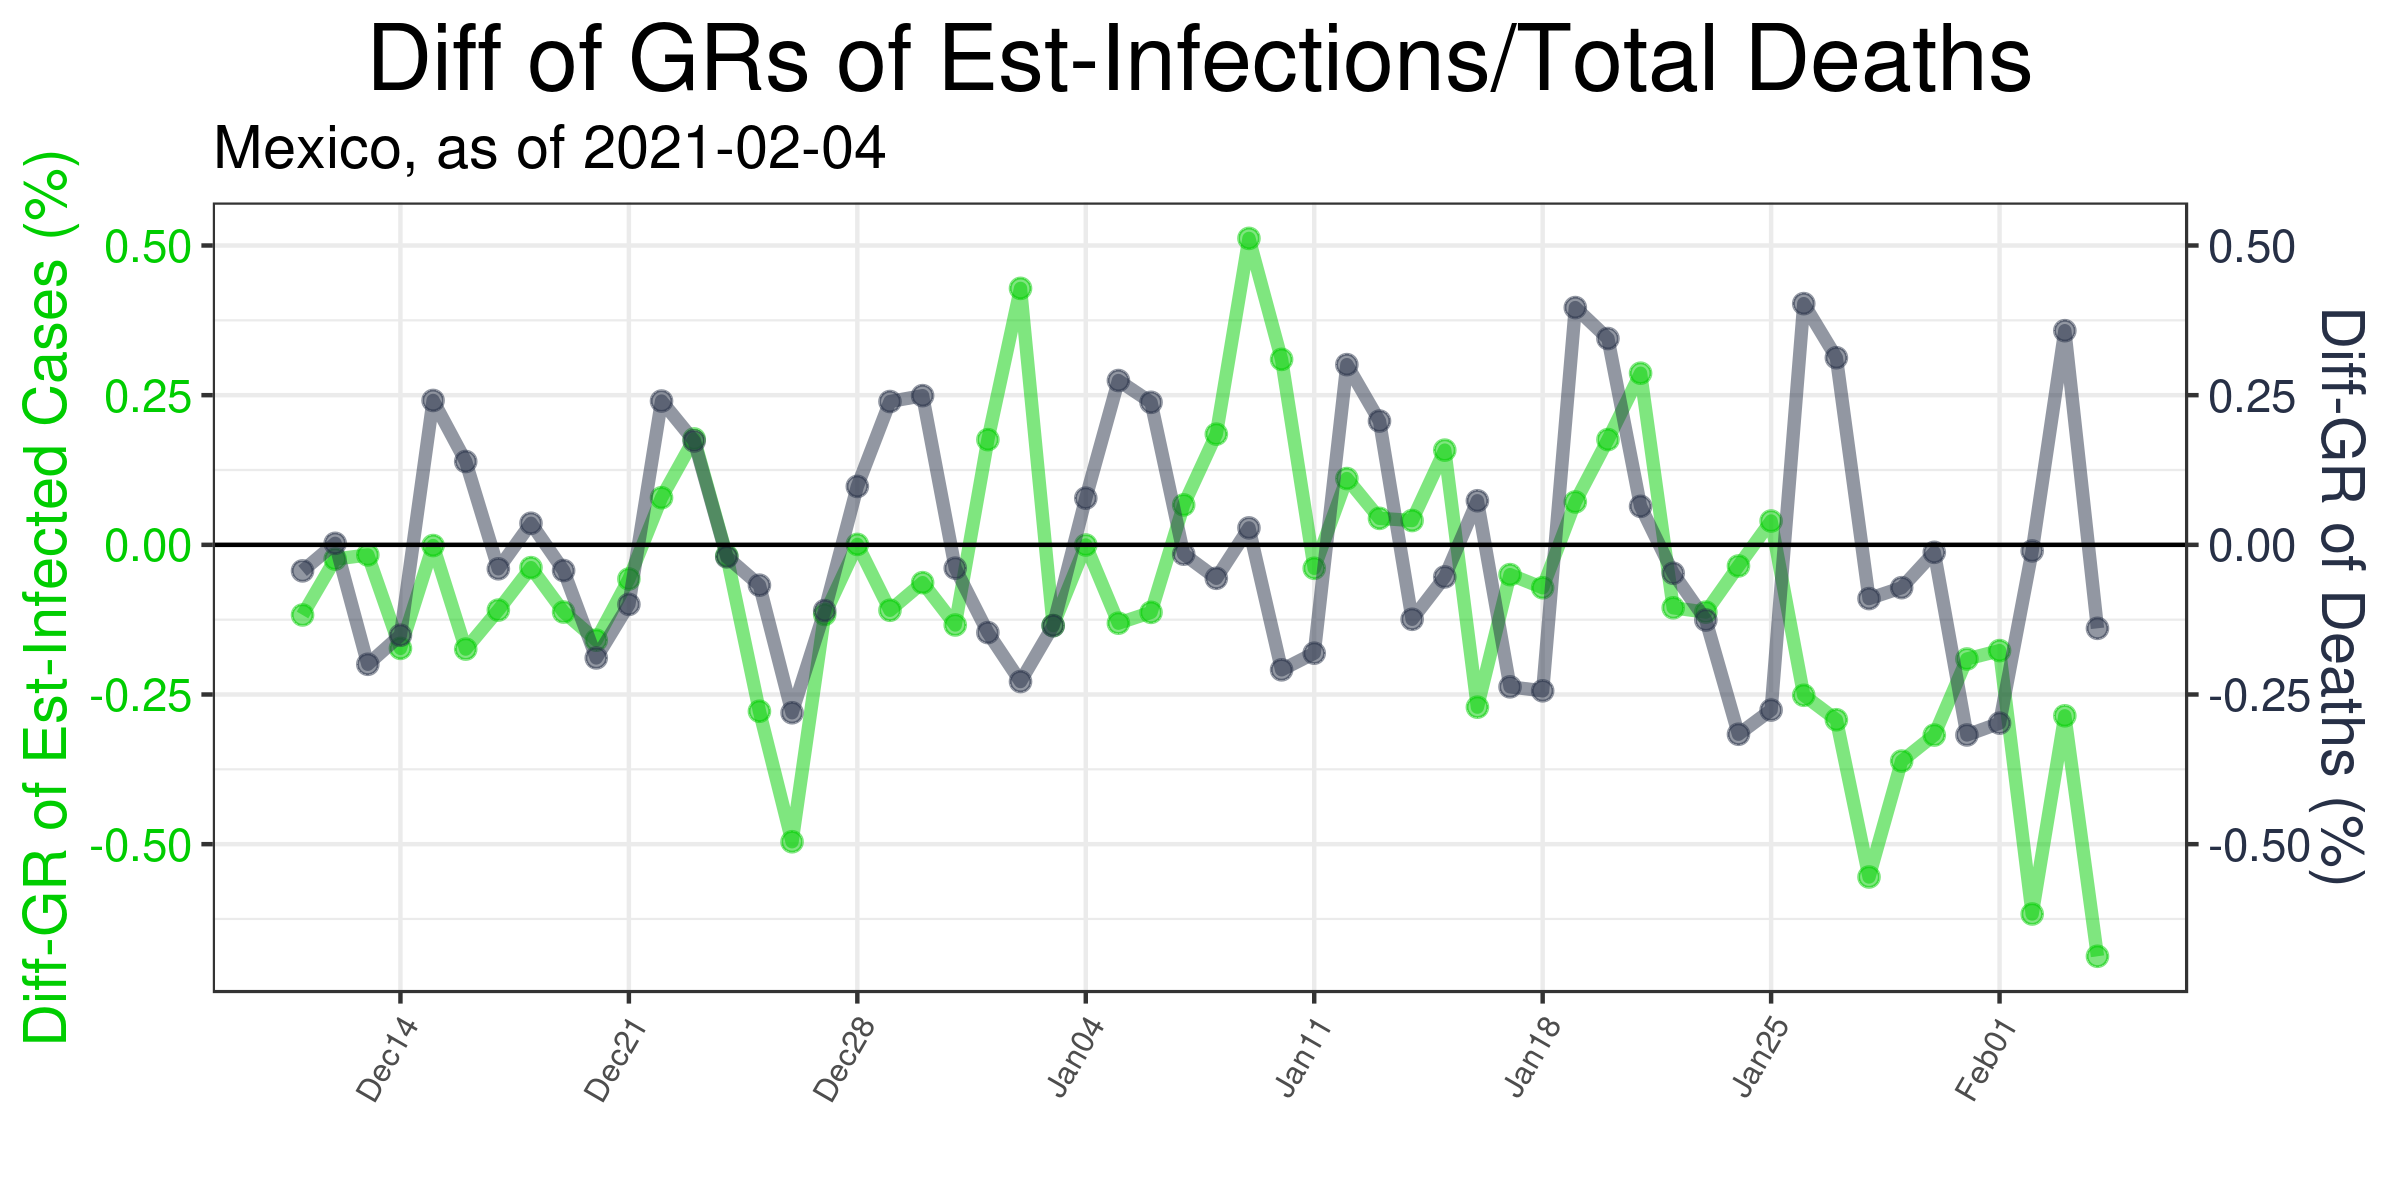 Diff of GRs of Est-Infections/Total Deaths
Mexico, as of 2021-02-04
Diff-GR of Est-Infected Cases (%)
0.50
0.25
0.00
-0.25
-0.50
0.50
0.25
0.00
-0.25
-0.50
Diff-GR of Deaths (%)
Dec14
Dec21
Dec28
Jan04
Jan11
Jan18
Jan25
Feb01